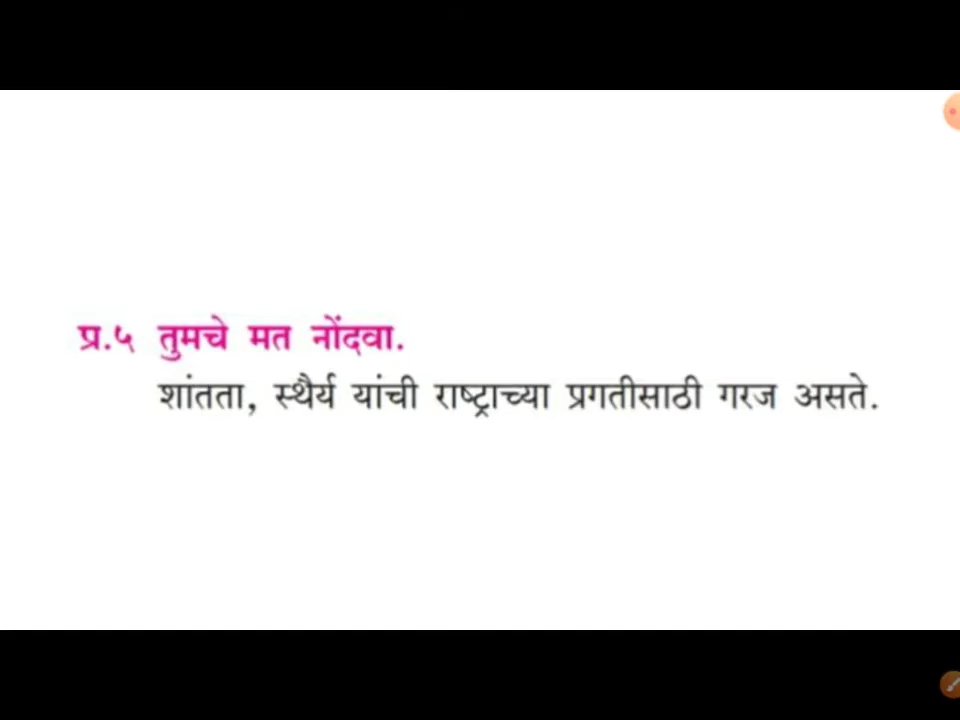 प्र.५ तुमचे मत नोंदवा.
शांतता, स्थैर्य यांची राष्ट्राच्या प्रगतीसाठी गरज असते.